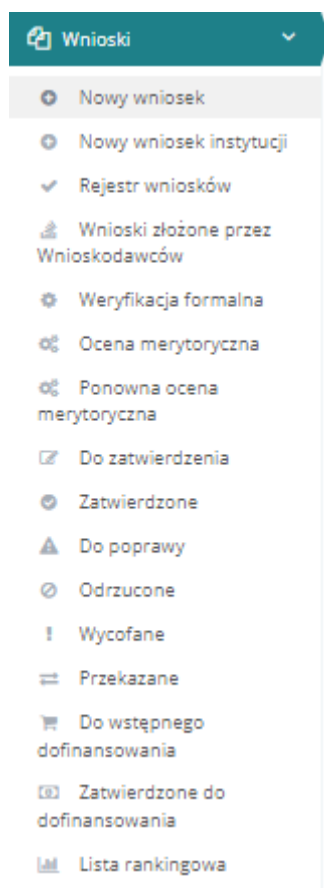 Wnioski
Nowy wniosek
Nowy wniosek instytucji
Rejestr wniosków
Wnioski złożone przez
Wnioskodawców
Weryfikacja formalna
Ocena merytoryczna
Ponowna ocena
merytoryczna
Do zatwierdzenia
Zatwierdzone
Do poprawy
Odrzucone
Wycofane
Przekazane
Do wstępnego
dofinansowania
Zatwierdzone do
dofinansowania
Lista rankingowa